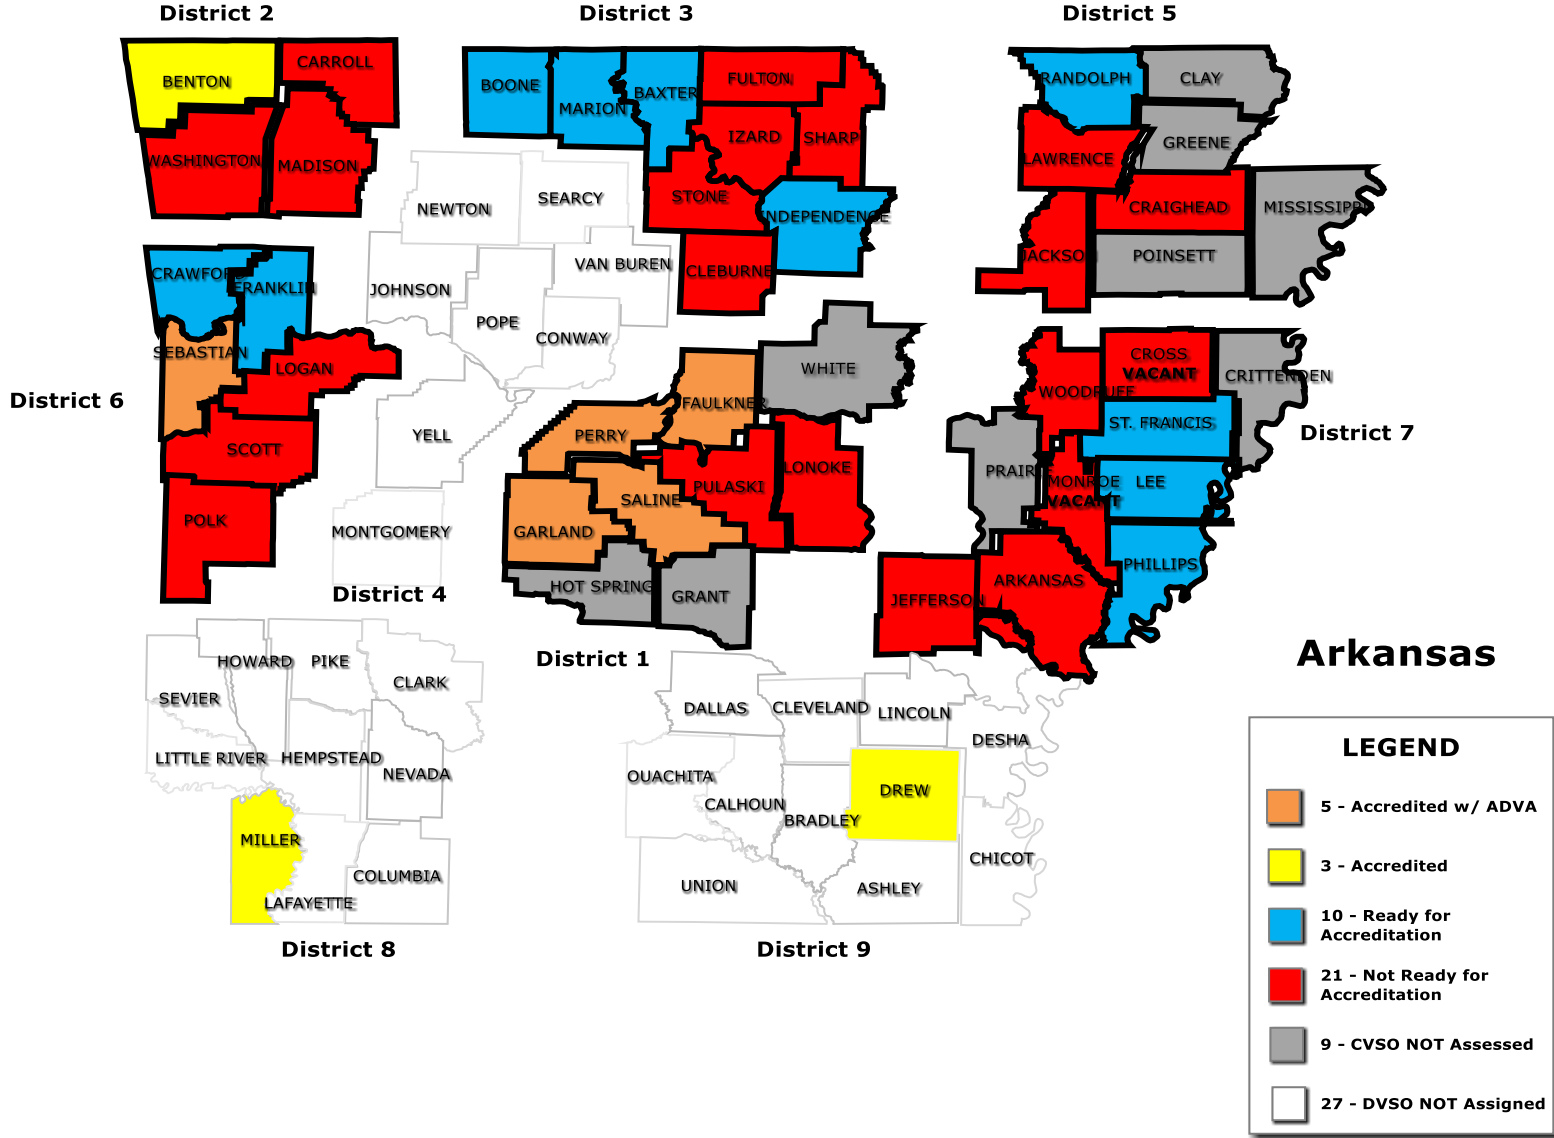 District 2
District 3
District 5
BENTON
CARROLL
WASHINGTON
MADISON
BOONE
MARION
BAXTER
FULTON
IZARD
SHARP
STONE
INDEPENDENCE
CLEBURNE
RANDOLPH
CLAY
GREENE
LAWRENCE
CRAIGHEAD
MISSISSIPPI
JACKSON
POINSETT
NEWTON
SEARCY
VAN BUREN
JOHNSON
POPE
CONWAY
YELL
MONTGOMERY
District 4
CRAWFORD
FRANKLIN
SEBASTIAN
LOGAN
SCOTT
POLK
District 6
WHITE
FAULKNER
PERRY
LONOKE
PULASKI
SALINE
GARLAND
HOT SPRING
GRANT
District 1
CROSS
VACANT
WOODRUFF
CRITTENDEN
ST. FRANCIS
District 7
PRAIRIE
MONROE
VACANT
LEE
PHILLIPS
ARKANSAS
JEFFERSON
HOWARD
PIKE
CLARK
SEVIER
LITTLE RIVER
HEMPSTEAD
NEVADA
MILLER
COLUMBIA
LAFAYETTE
District 8
DALLAS
CLEVELAND
LINCOLN
DESHA
OUACHITA
CALHOUN
BRADLEY
DREW
CHICOT
UNION
ASHLEY
District 9
Arkansas
LEGEND
5 - Accredited w/ ADVA
3 - Accredited
10 - Ready for
Accreditation
21 - Not Ready for
Accreditation
9 - CVSO NOT Assessed
27 - DVSO NOT Assigned